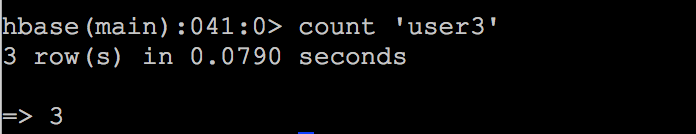 hbase(main):041:0> count 'user3'
3 row(s) in 0.0790 seconds
=> 3